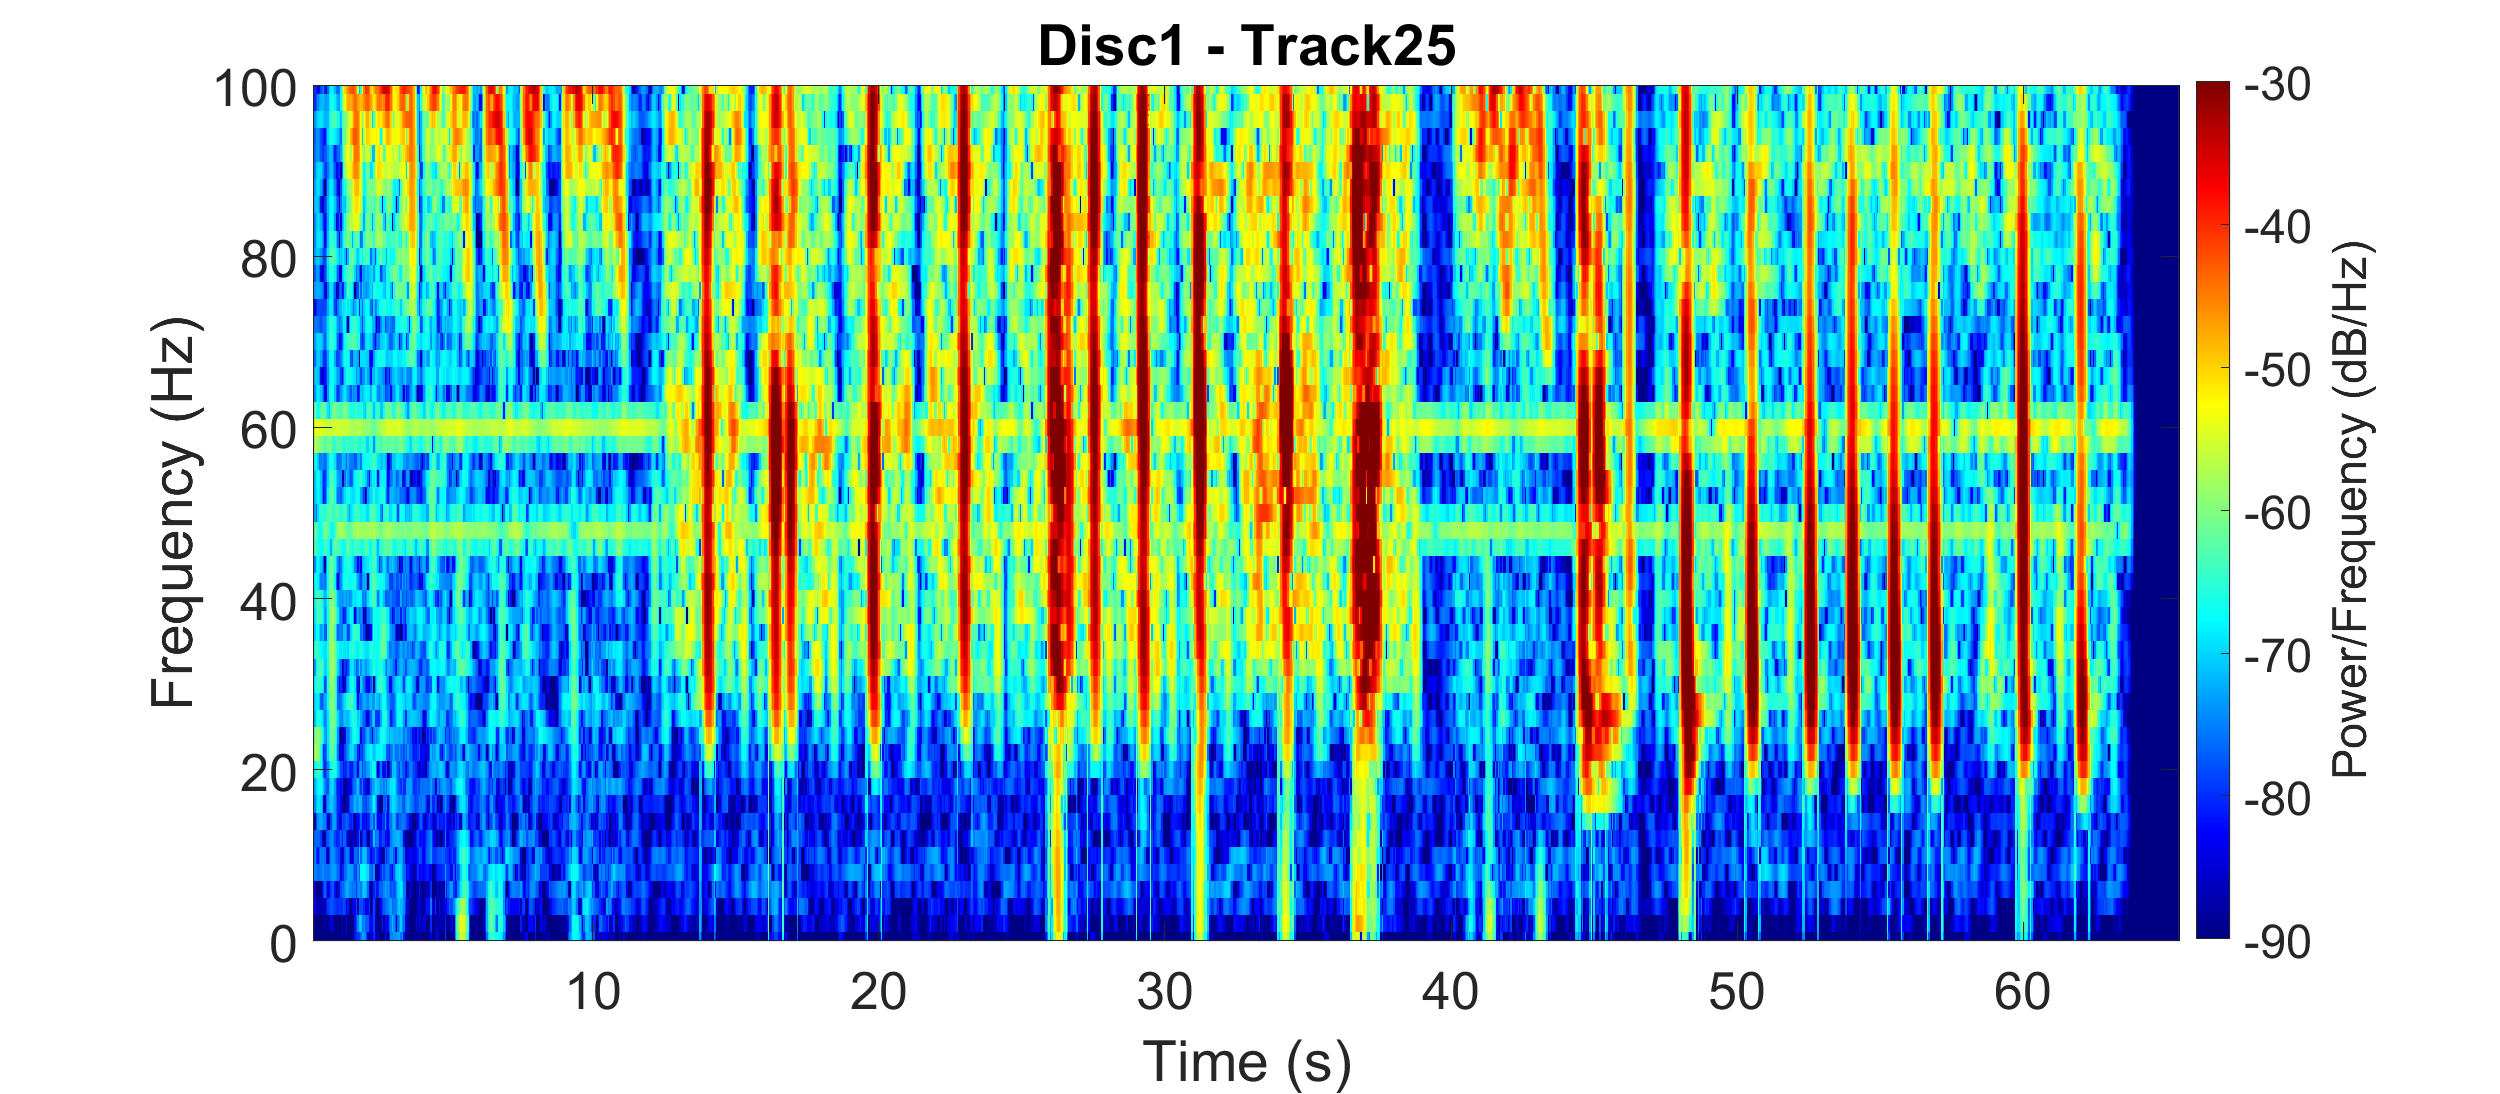 Disc1 - Track25
100
80
60
40
20
0
Frequency (Hz)
10 20 30 40 50 60
Time (s)
-30
-40
-50
-60
-70
-80
-90
Power/Frequency (dB/Hz)